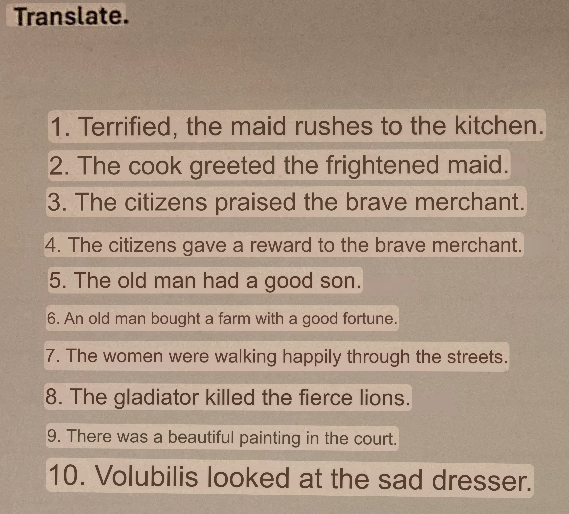 Translate.
1. Terrified, the maid rushes to the kitchen.
2. The cook greeted the frightened maid.
3. The citizens praised the brave merchant.
4. The citizens gave a reward to the brave merchant.
5. The old man had a good son.
6. An old man bought a farm with a good fortune.
7. The women were walking happily through the streets.
8. The gladiator killed the fierce lions.
9. There was a beautiful painting in the court.
10. Volubilis looked at the sad dresser.